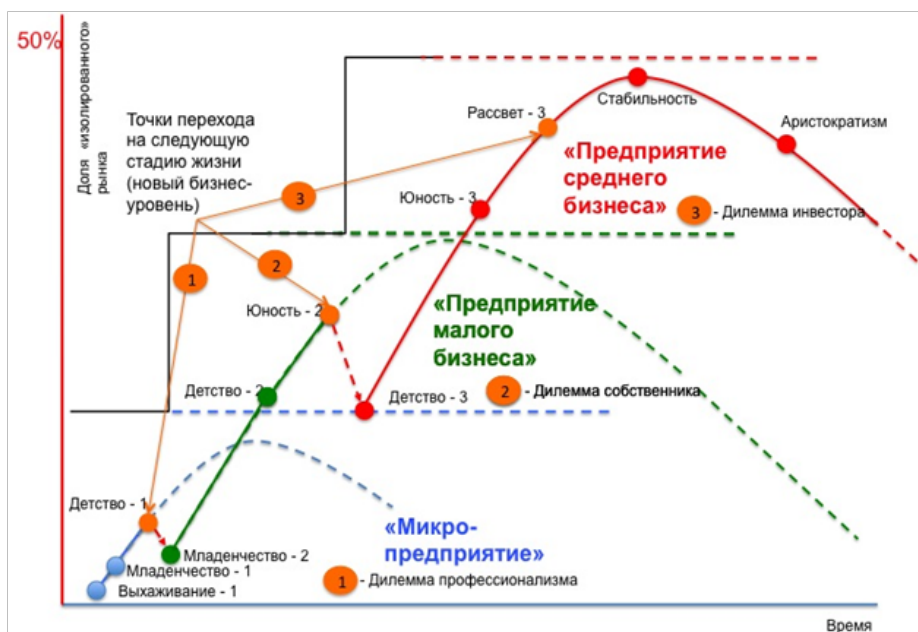 50%
Доля «изолированного»
рынка
Точки перехода
на следующую
стадию жизни
(новый бизнес-
уровень)
Рассвет - 3
Стабильность
Аристократизм
3
Юность - 3
«Предприятие
среднего
бизнеса»
3 - Дилемма инвестора
1
2
Юность - 2
«Предприятие
малого
бизнеса»
Детство - 2
Детство - 3
2 - Дилемма собственника
Детство - 1
«Микро-
предприятие»
Младенчество - 2
Младенчество - 1
1 - Дилемма профессионализма
Выхаживание - 1
Время